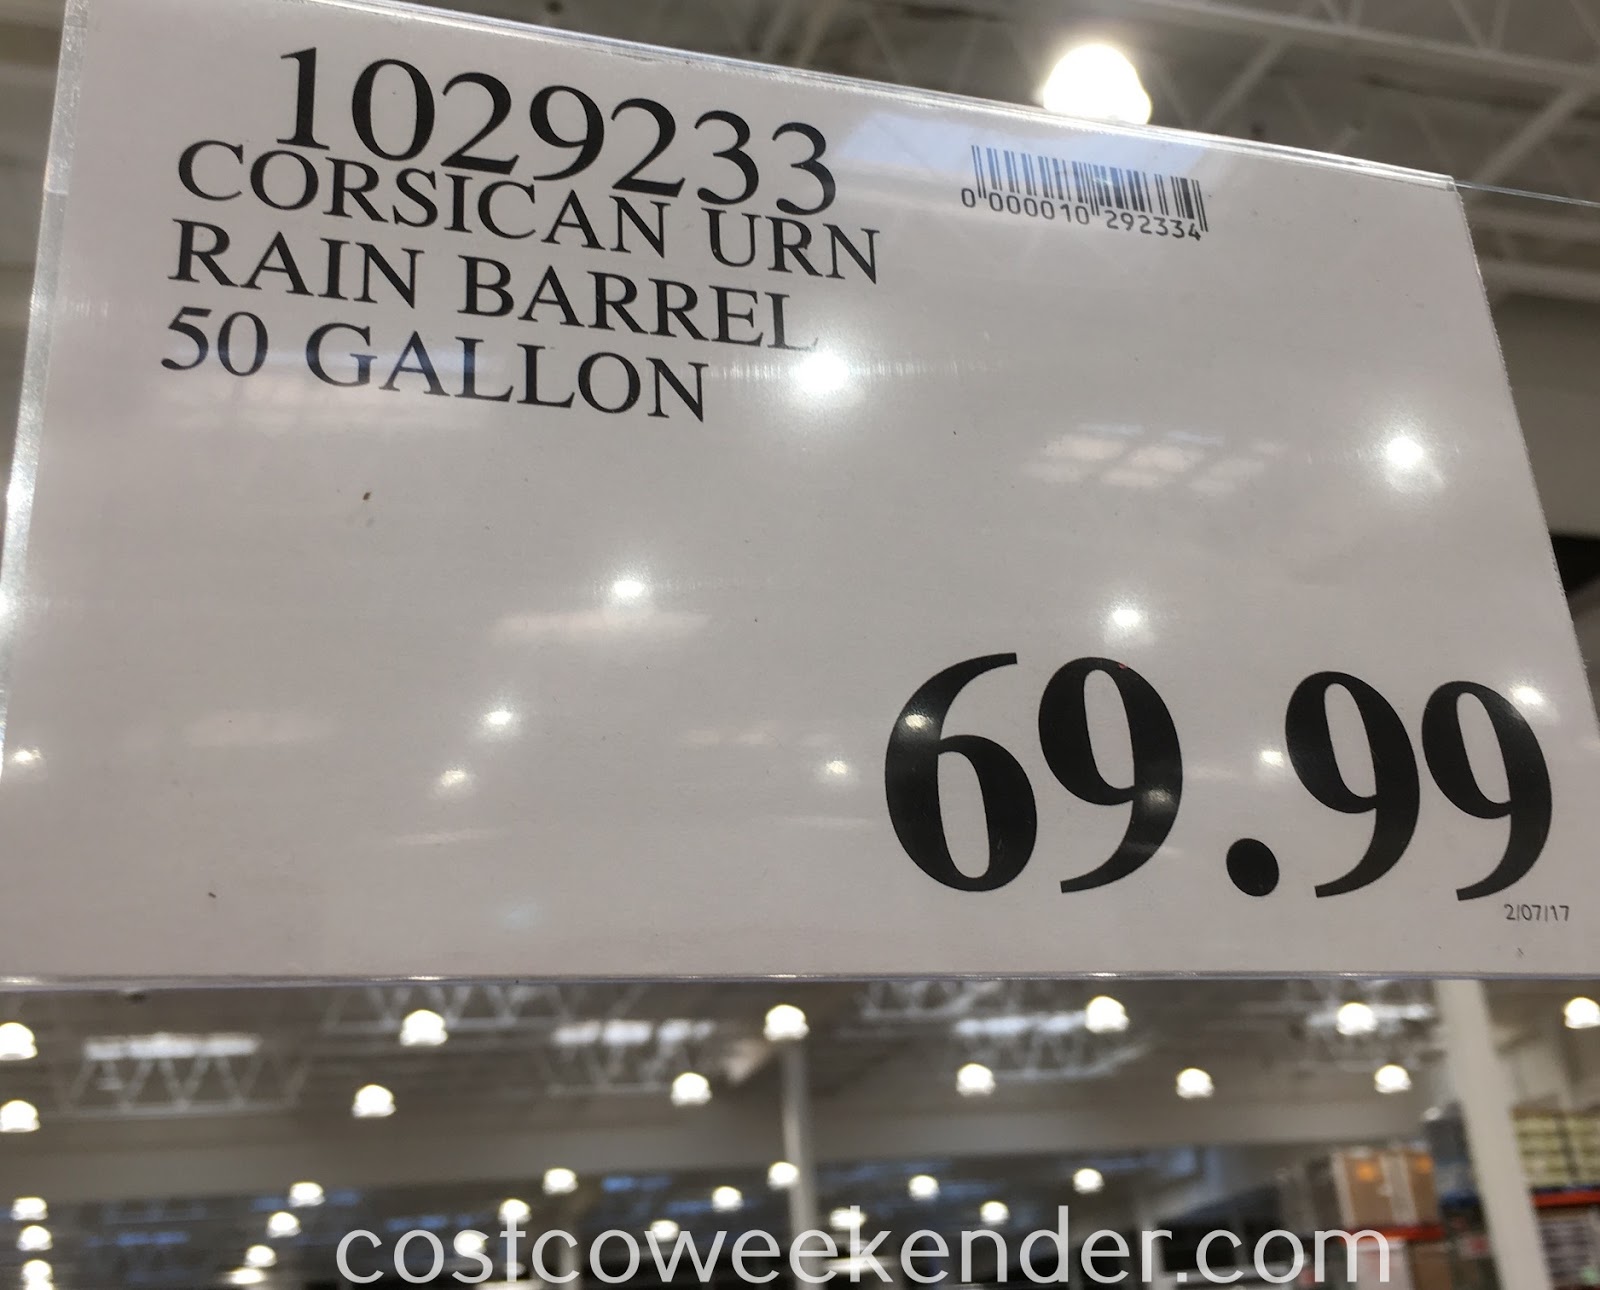 1029233
CORSICAN URN
RAIN BARREL
50 GALLON
0 000010 292334
69.99
2/07/17
costcoweekender.com